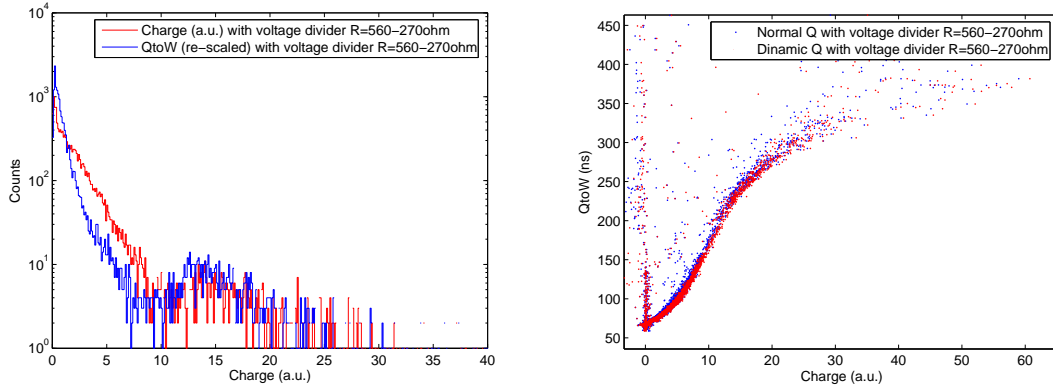 Charge (a.u.) with voltage divider R=560−270ohm
QtoW (re−scaled) with voltage divider R=560−270ohm
10^4
10^3
10^2
10^1
10^0
Counts
0 5 10 15 20 25 30 35 40
Charge (a.u.)
Normal Q with voltage divider R=560−270ohm
Dinamic Q with voltage divider R=560−270ohm
450
400
350
300
250
200
150
100
50
QtoW (ns)
0 10 20 30 40 50 60
Charge (a.u.)